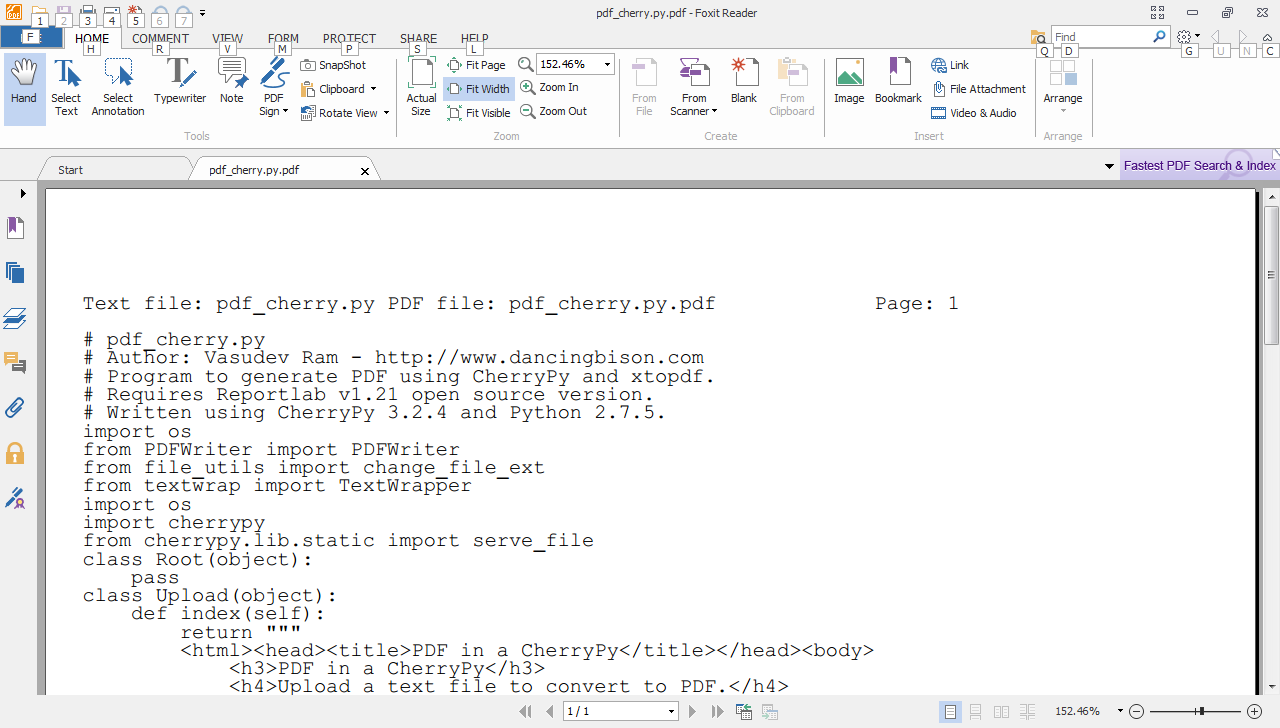 pdf_cherry.py.pdf - Foxit Reader
1 2 3 4 5 6 7
F
HOME COMMENT VIEW FORM PROTECT SHARE HELP
Find
H R V M P S L Q D G U N C
Hand
Select Text
Select Annotation
Typewriter
Note
PDF Sign
SnapShot
Clipboard
Rotate View
Tools
Actual Size
Fit Page
Fit Width
Fit Visible
152.46%
Zoom In
Zoom Out
Zoom
From File
From Scanner
Blank
From Clipboard
Create
Image
Bookmark
Link
File Attachment
Video & Audio
Insert
Arrange
Arrange
Start
pdf_cherry.py.pdf
Fastest PDF Search & Index
Text file: pdf_cherry.py PDF file: pdf_cherry.py.pdf Page: 1
# pdf_cherry.py
# Author: Vasudev Ram - http://www.dancingbison.com
# Program to generate PDF using CherryPy and xtopdf.
# Requires Reportlab v1.21 open source version.
# Written using CherryPy 3.2.4 and Python 2.7.5.
import os
from PDFWriter import PDFWriter
from file_utils import change_file_ext
from textwrap import TextWrapper
import os
import cherrypy
from cherrypy.lib.static import serve_file
class Root(object):
    pass
class Upload(object):
    def index(self):
        return """
        <html><head><title>PDF in a CherryPy</title></head><body>
            <h3>PDF in a CherryPy</h3>
            <h4>Upload a text file to convert to PDF.</h4>
1 / 1
152.46%